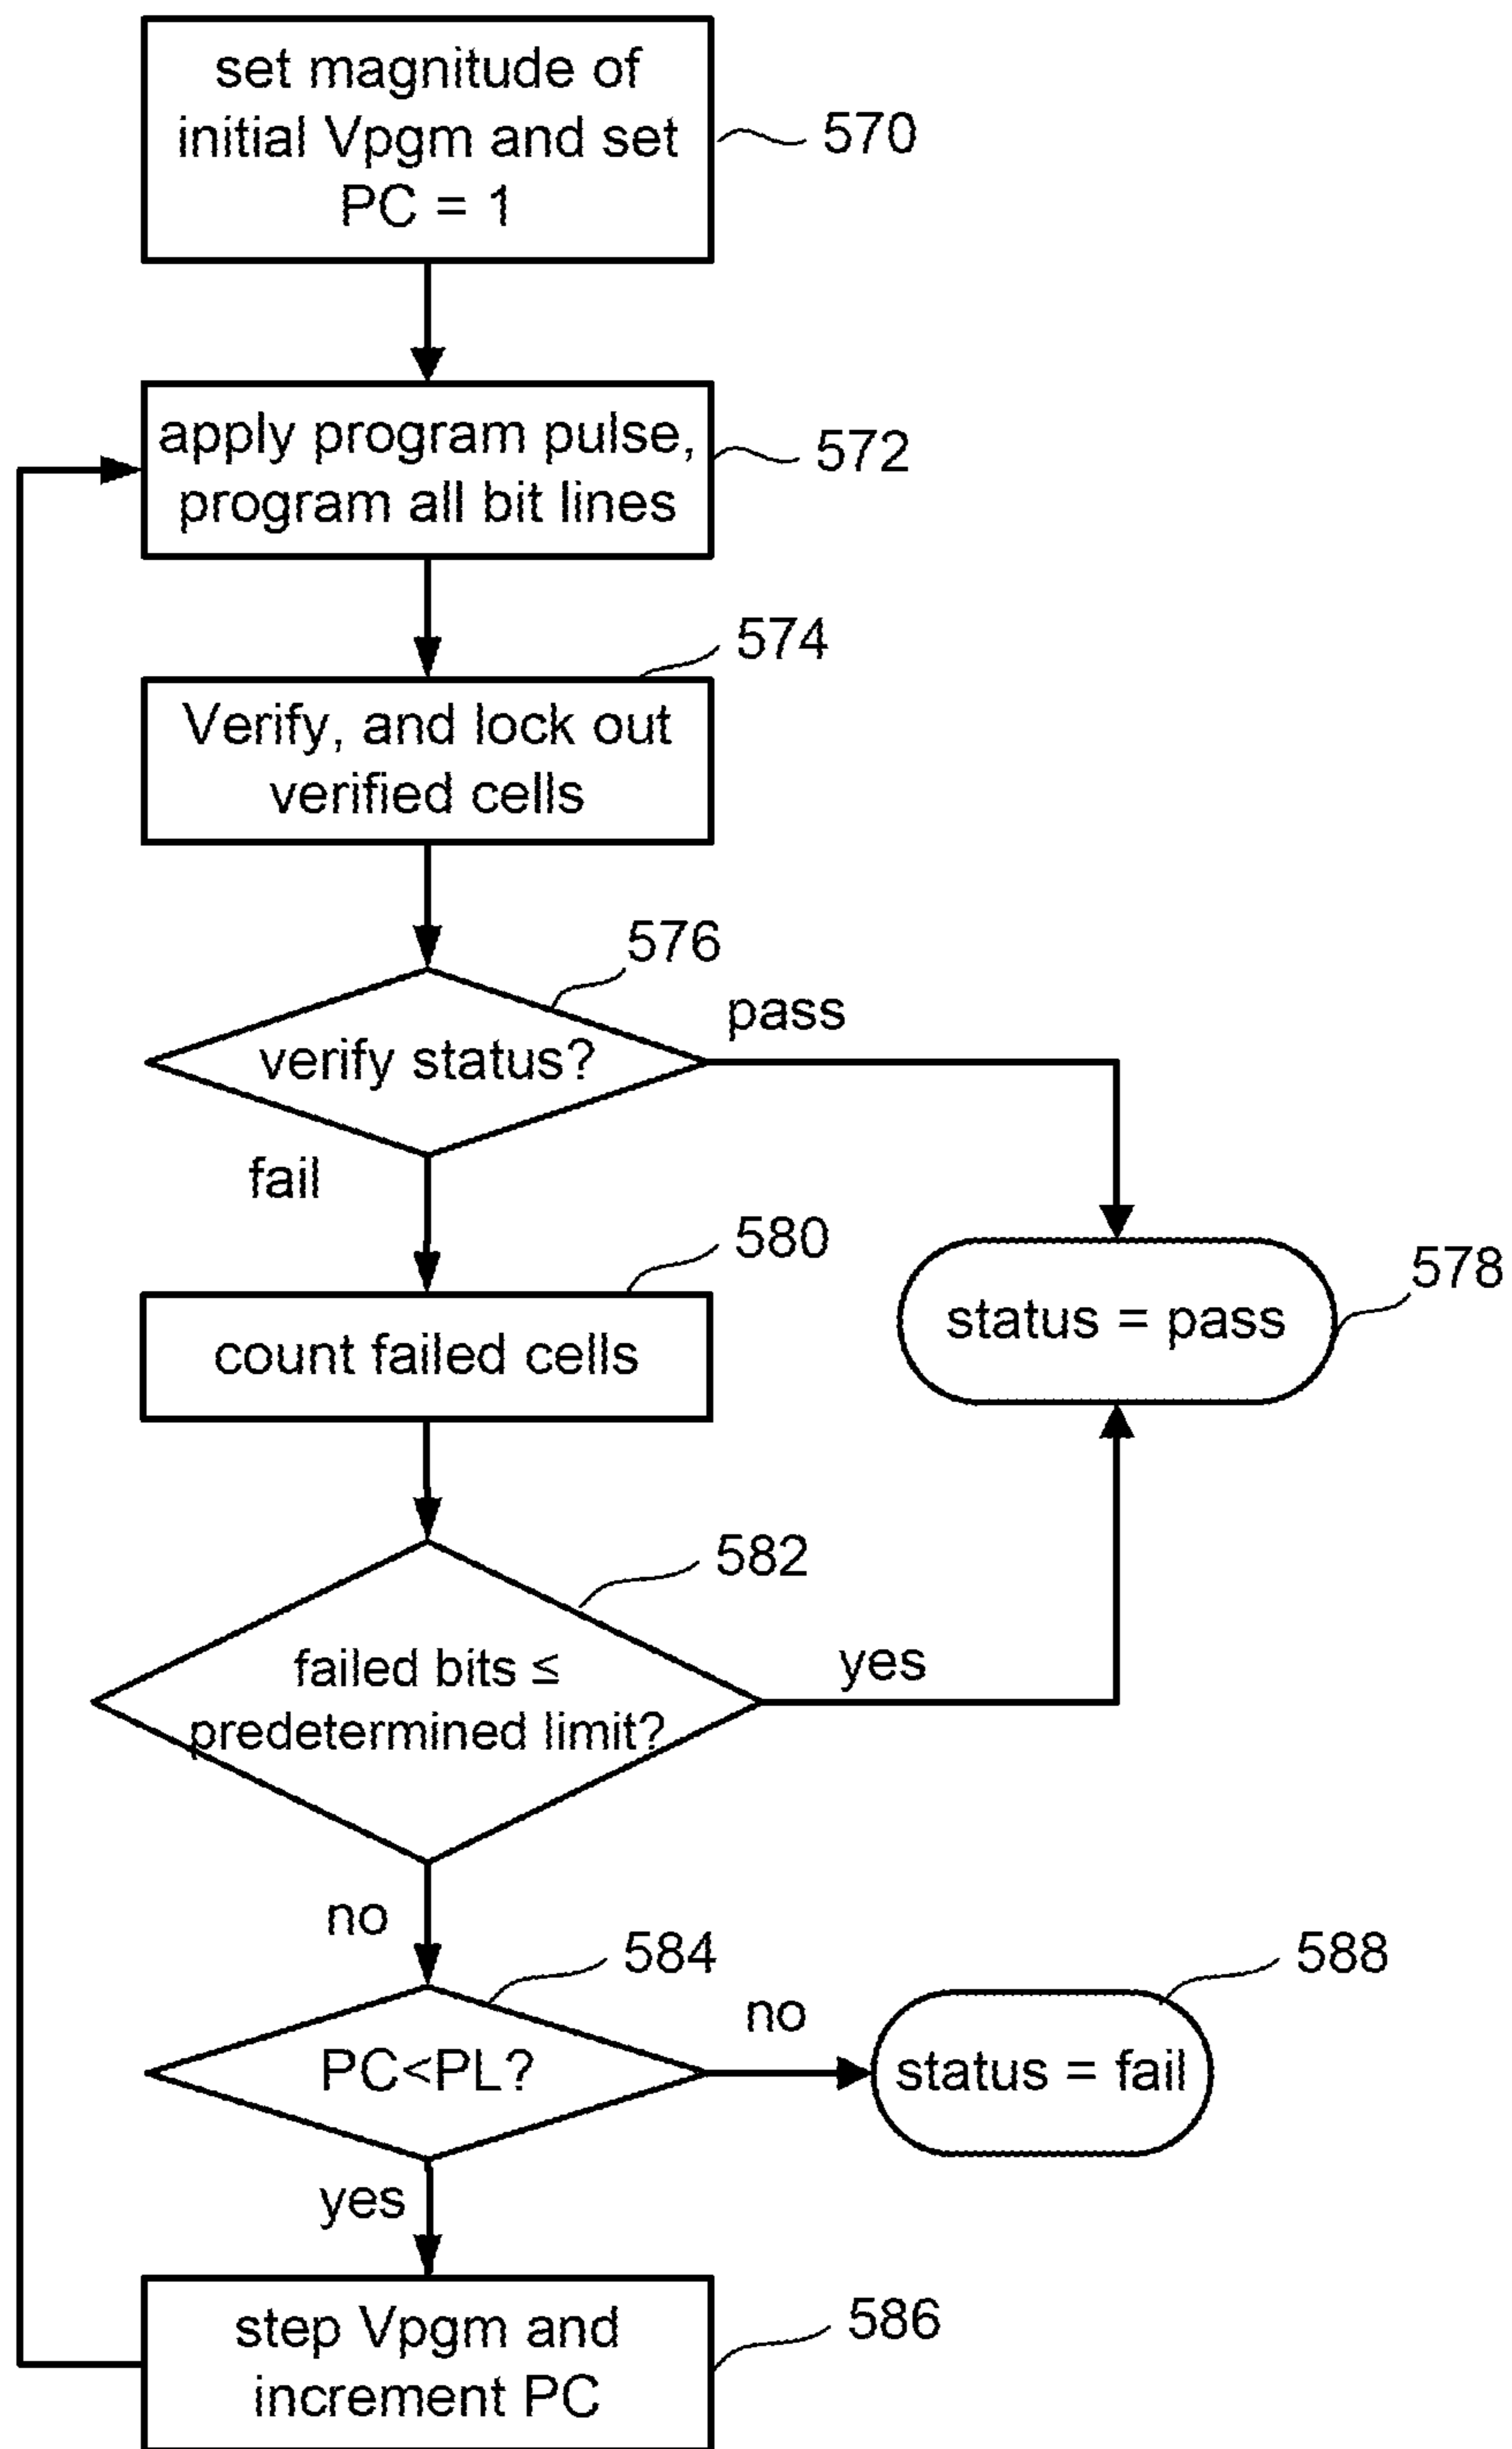 set magnitude of
initial Vpgm and set
PC = 1
570
apply program pulse,
program all bit lines
572
574
Verify, and lock out
verified cells
576
pass
verify status?
fail
580
578
status = pass
count failed cells
582
failed bits ≤
predetermined limit?
yes
no
584
588
no
PC<PL?
status = fail
yes
step Vpgm and
increment PC
586